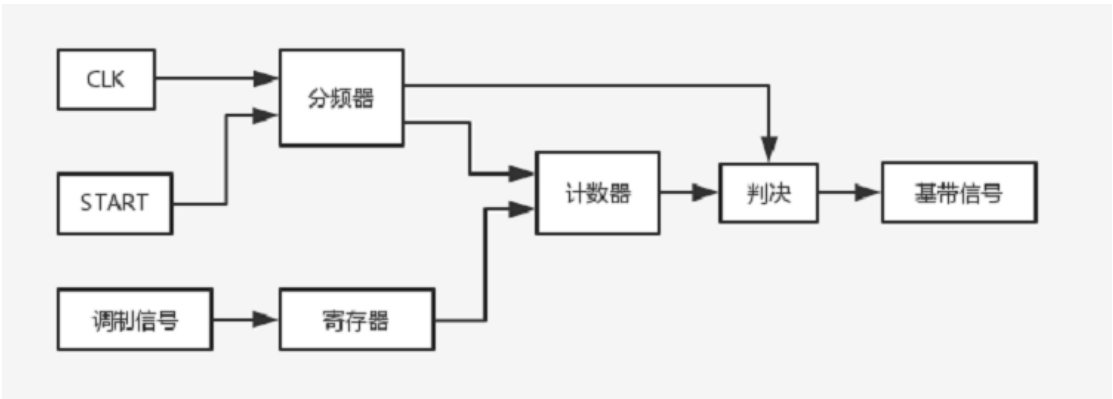 CLK
分频器
START
计数器
判决
基带信号
调制信号
寄存器